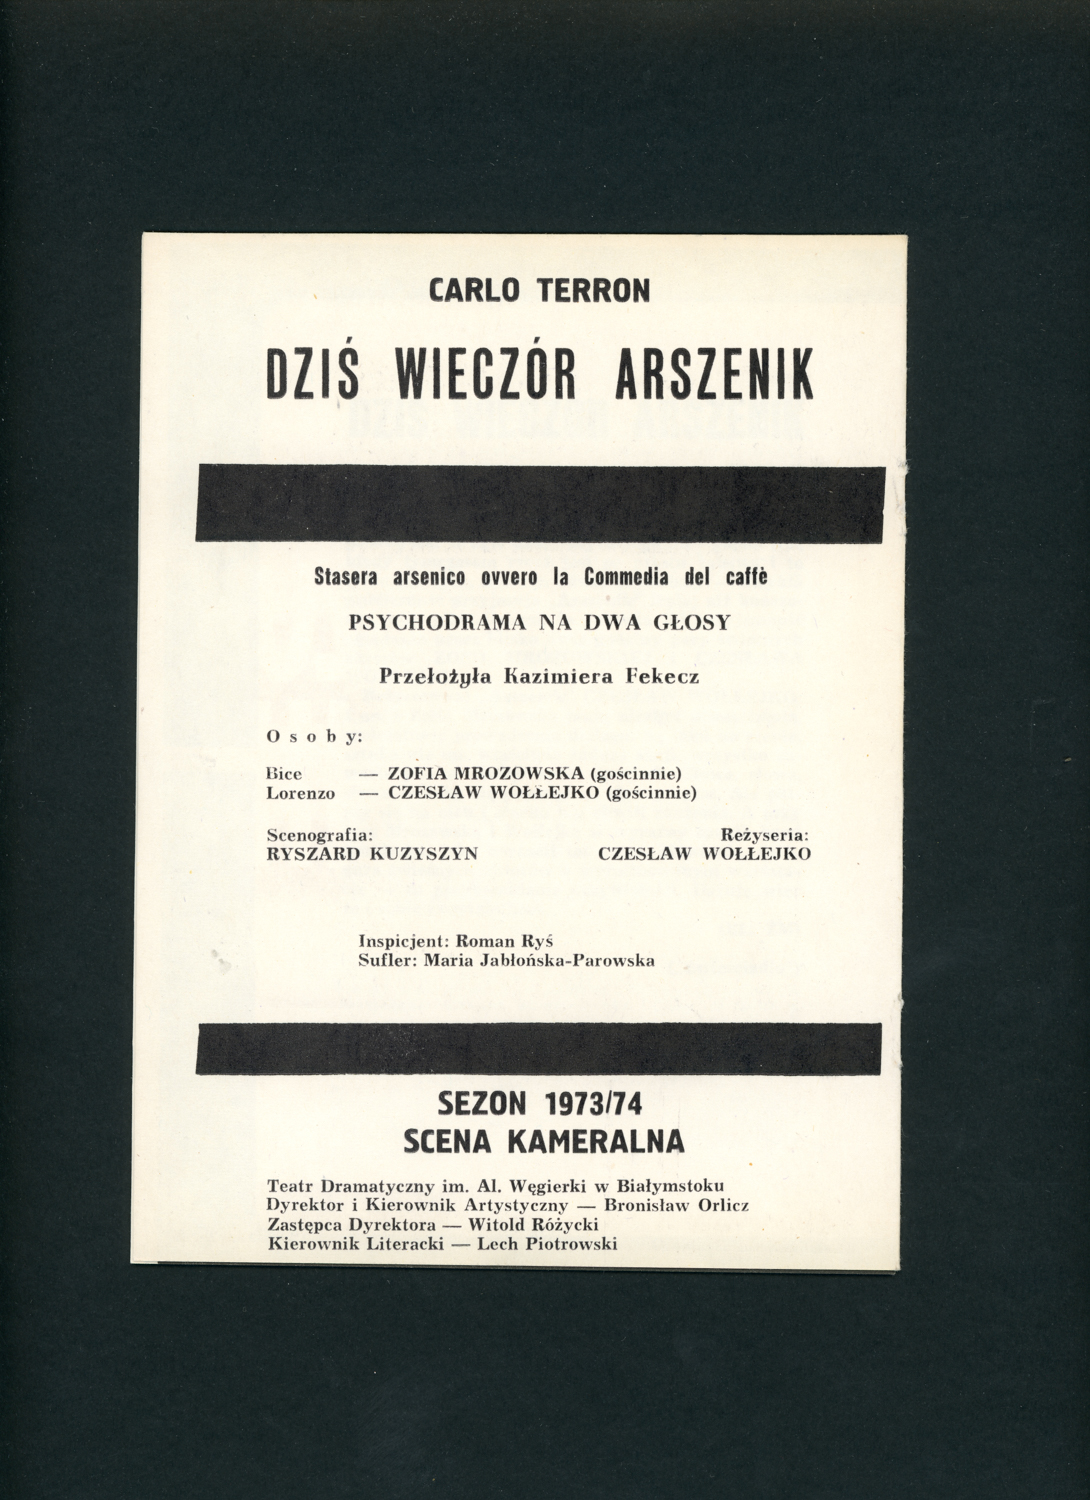 CARLO TERRON
DZIŚ WIECZÓR ARSZENIK
Stasera arsenico ovvero la Commedia del caffè
PSYCHODRAMA NA DWA GŁOSY
Przełożyła Kazimiera Fekecz
Osoby:
Bice — ZOFIA MROZOWSKA (gościnnie)
Lorenzo — CZESŁAW WOŁŁEJKO (gościnnie)
Scenografia: Reżyseria:
RYSZARD KUZYSZYN CZESŁAW WOŁŁEJKO
Inspicjent: Roman Ryś
Sufler: Maria Jabłońska-Parowska
SEZON 1973/74
SCENA KAMERALNA
Teatr Dramatyczny im. Al. Węgierki w Białymstoku
Dyrektor i Kierownik Artystyczny — Bronisław Orlicz
Zastępca Dyrektora — Witold Różycki
Kierownik Literacki — Lech Piotrowski